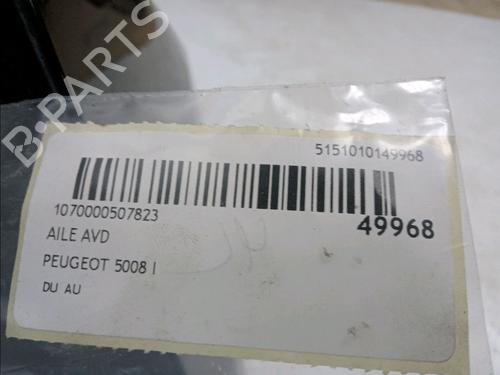 B-PARTS
5151010149968
1070000507823
49968
AILE AVD
PEUGEOT 5008 I
DU AU